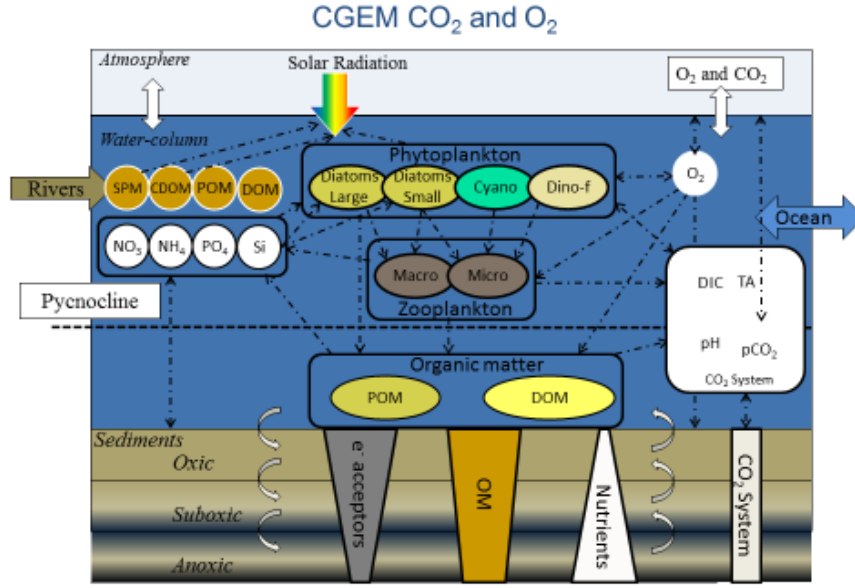 CGEM CO₂ and O₂
Atmosphere
Solar Radiation
O₂ and CO₂
Water-column
Phytoplankton
Rivers
SPM
CDOM
POM
DOM
Diatoms
Large
Diatoms
Small
Cyano
Dino-f
O₂
Ocean
NO₃
NH₄
PO₄
Si
Macro
Micro
Zooplankton
DIC
TA
Pycnocline
pH
pCO₂
CO₂ System
Organic matter
POM
DOM
Sediments
Oxic
Suboxic
Anoxic
e⁻ acceptors
OM
Nutrients
CO₂ System